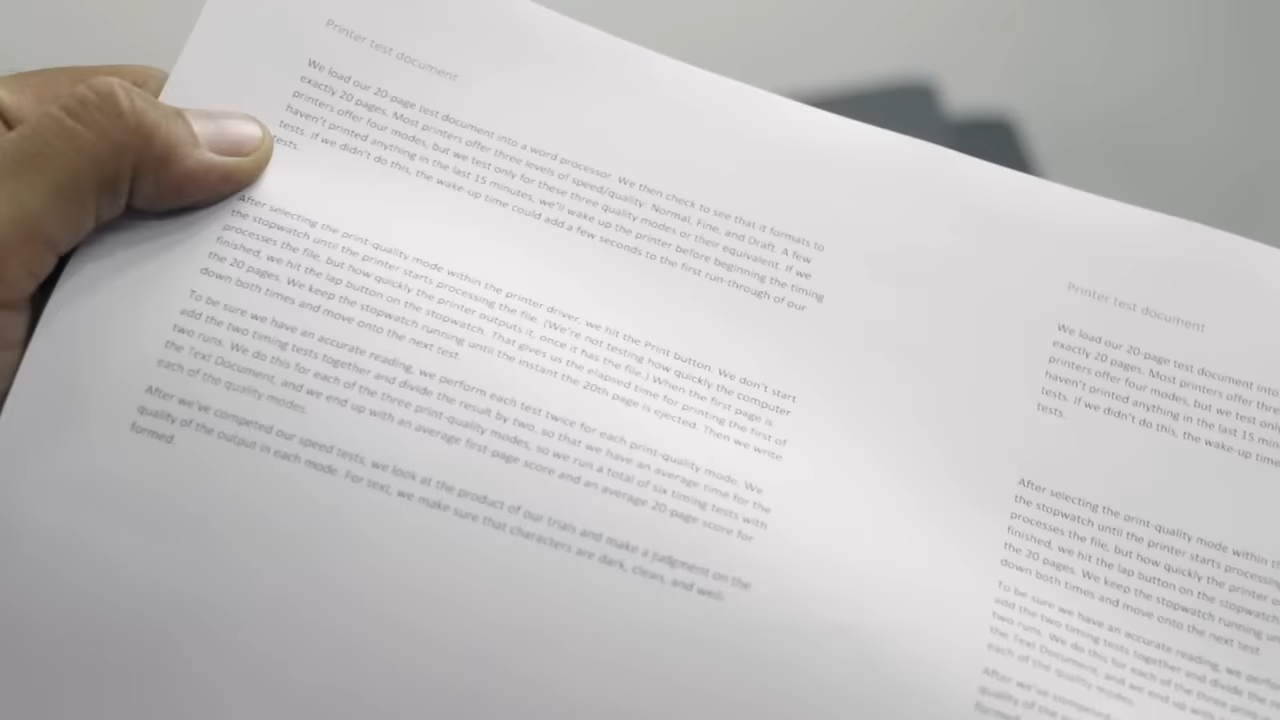 Printer test document
We load our 20-page test document into a word processor. We then check to see that it formats to
exactly 20 pages. Most printers offer three levels of speed/quality: Normal, Fine, and Draft. A few
printers offer four modes, but we test only for these three quality modes or their equivalent. If we
haven't printed anything in the last 15 minutes, we'll wake up the printer before beginning the timing
tests. If we didn't do this, the wake-up time could add a few seconds to the first run-through of our
tests.
After selecting the print-quality mode within the printer driver, we hit the Print button. We don't start
the stopwatch until the printer starts processing the file. (We're not testing how quickly the computer
processes the file, but how quickly the printer outputs it, once it has the file.) When the first page is
finished, we hit the lap button on the stopwatch. That gives us the elapsed time for printing the first of
the 20 pages. We keep the stopwatch running until the instant the 20th page is ejected. Then we write
down both times and move onto the next test.
To be sure we have an accurate reading, we perform each test twice for each print-quality mode. We
add the two timing tests together and divide the result by two, so that we have an average time for the
two runs. We do this for each of the three print-quality modes, so we run a total of six timing tests with
the Text Document, and we end up with an average first-page score and an average 20-page score for
each of the quality modes.
After we've competed our speed tests, we look at the product of our trials and make a judgment on the
quality of the output in each mode. For text, we make sure that characters are dark, clean, and well-
formed.
Printer test document
We load our 20-page test document into
exactly 20 pages. Most printers offer
printers offer four modes, but we test only
haven't printed anything in the last 15
tests. If we didn't do this, the wake-up time
tests.
After selecting the print-quality mode within
the stopwatch until the printer starts processing
processes the file, but how quickly the printer
finished, we hit the lap button on the stopwatch
the 20 pages. We keep the stopwatch running
down both times and move onto the next test.
To be sure we have an accurate reading, we
add the two timing tests together and divide the
two runs. We do this for each of the three
the Text Document, and we end up with
each of the quality modes.
After we've
quality of the
formed.